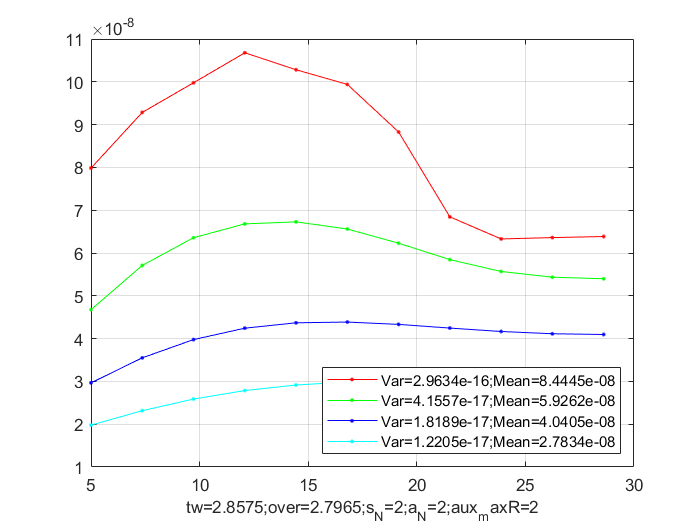 ×10-8
11
10
9
8
7
6
5
4
3
2
1
5 10 15 20 25 30
Var=2.9634e-16;Mean=8.4445e-08
Var=4.1557e-17;Mean=5.9262e-08
Var=1.8189e-17;Mean=4.0405e-08
Var=1.2205e-17;Mean=2.7834e-08
tw=2.8575;over=2.7965;sN=2;aN=2;auxmaxR=2